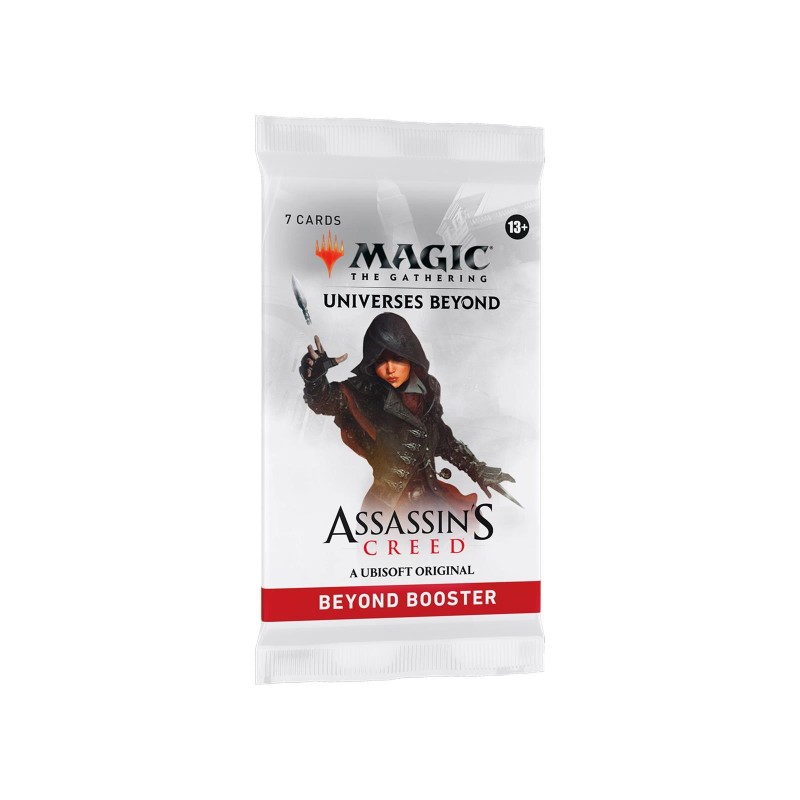 7 CARDS
13+
MAGIC
THE GATHERING
UNIVERSES BEYOND
ASSASSIN'S
CREED
A UBISOFT ORIGINAL
BEYOND BOOSTER